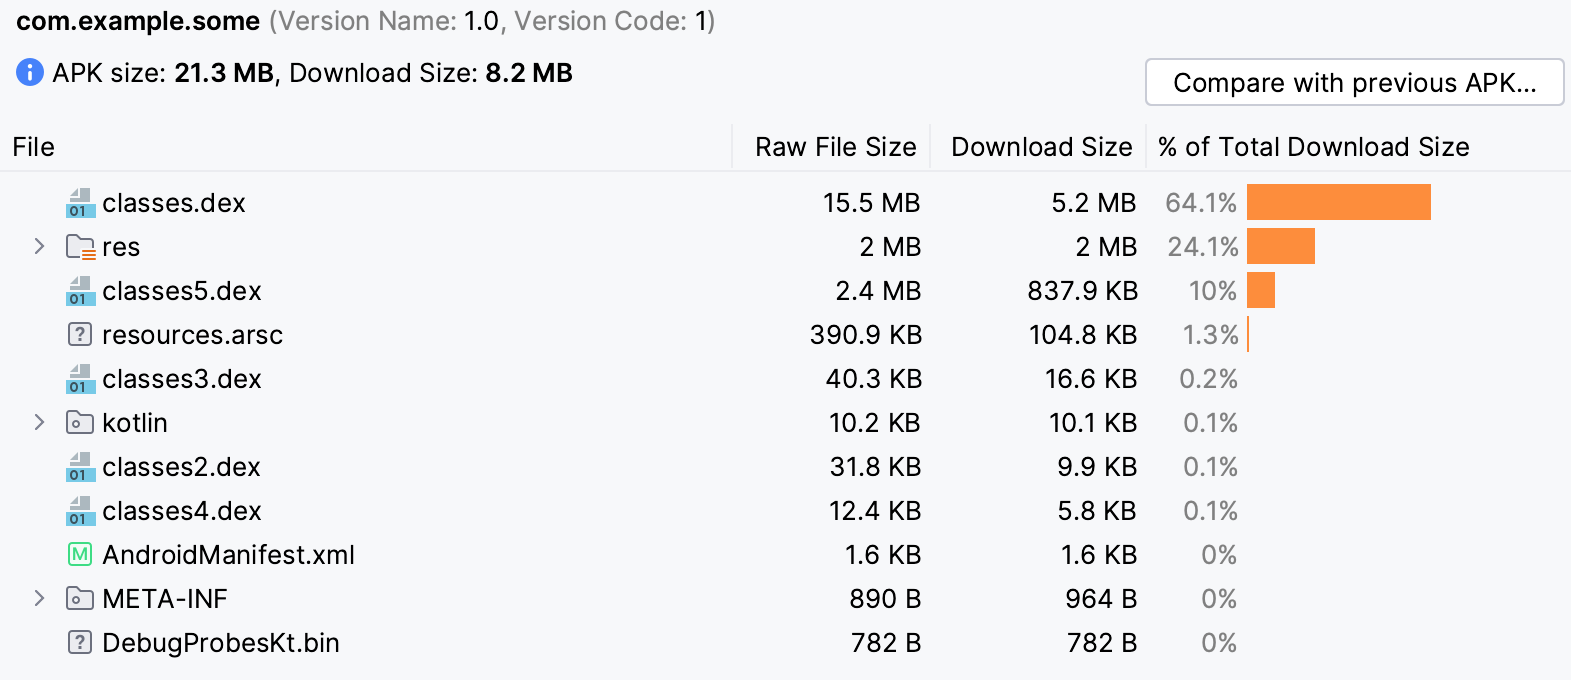 com.example.some (Version Name: 1.0, Version Code: 1)
APK size: 21.3 MB, Download Size: 8.2 MB
Compare with previous APK...
File Raw File Size Download Size % of Total Download Size
01 classes.dex 15.5 MB 5.2 MB 64.1%
res 2 MB 2 MB 24.1%
01 classes5.dex 2.4 MB 837.9 KB 10%
? resources.arsc 390.9 KB 104.8 KB 1.3%
01 classes3.dex 40.3 KB 16.6 KB 0.2%
kotlin 10.2 KB 10.1 KB 0.1%
01 classes2.dex 31.8 KB 9.9 KB 0.1%
01 classes4.dex 12.4 KB 5.8 KB 0.1%
M AndroidManifest.xml 1.6 KB 1.6 KB 0%
META-INF 890 B 964 B 0%
? DebugProbesKt.bin 782 B 782 B 0%